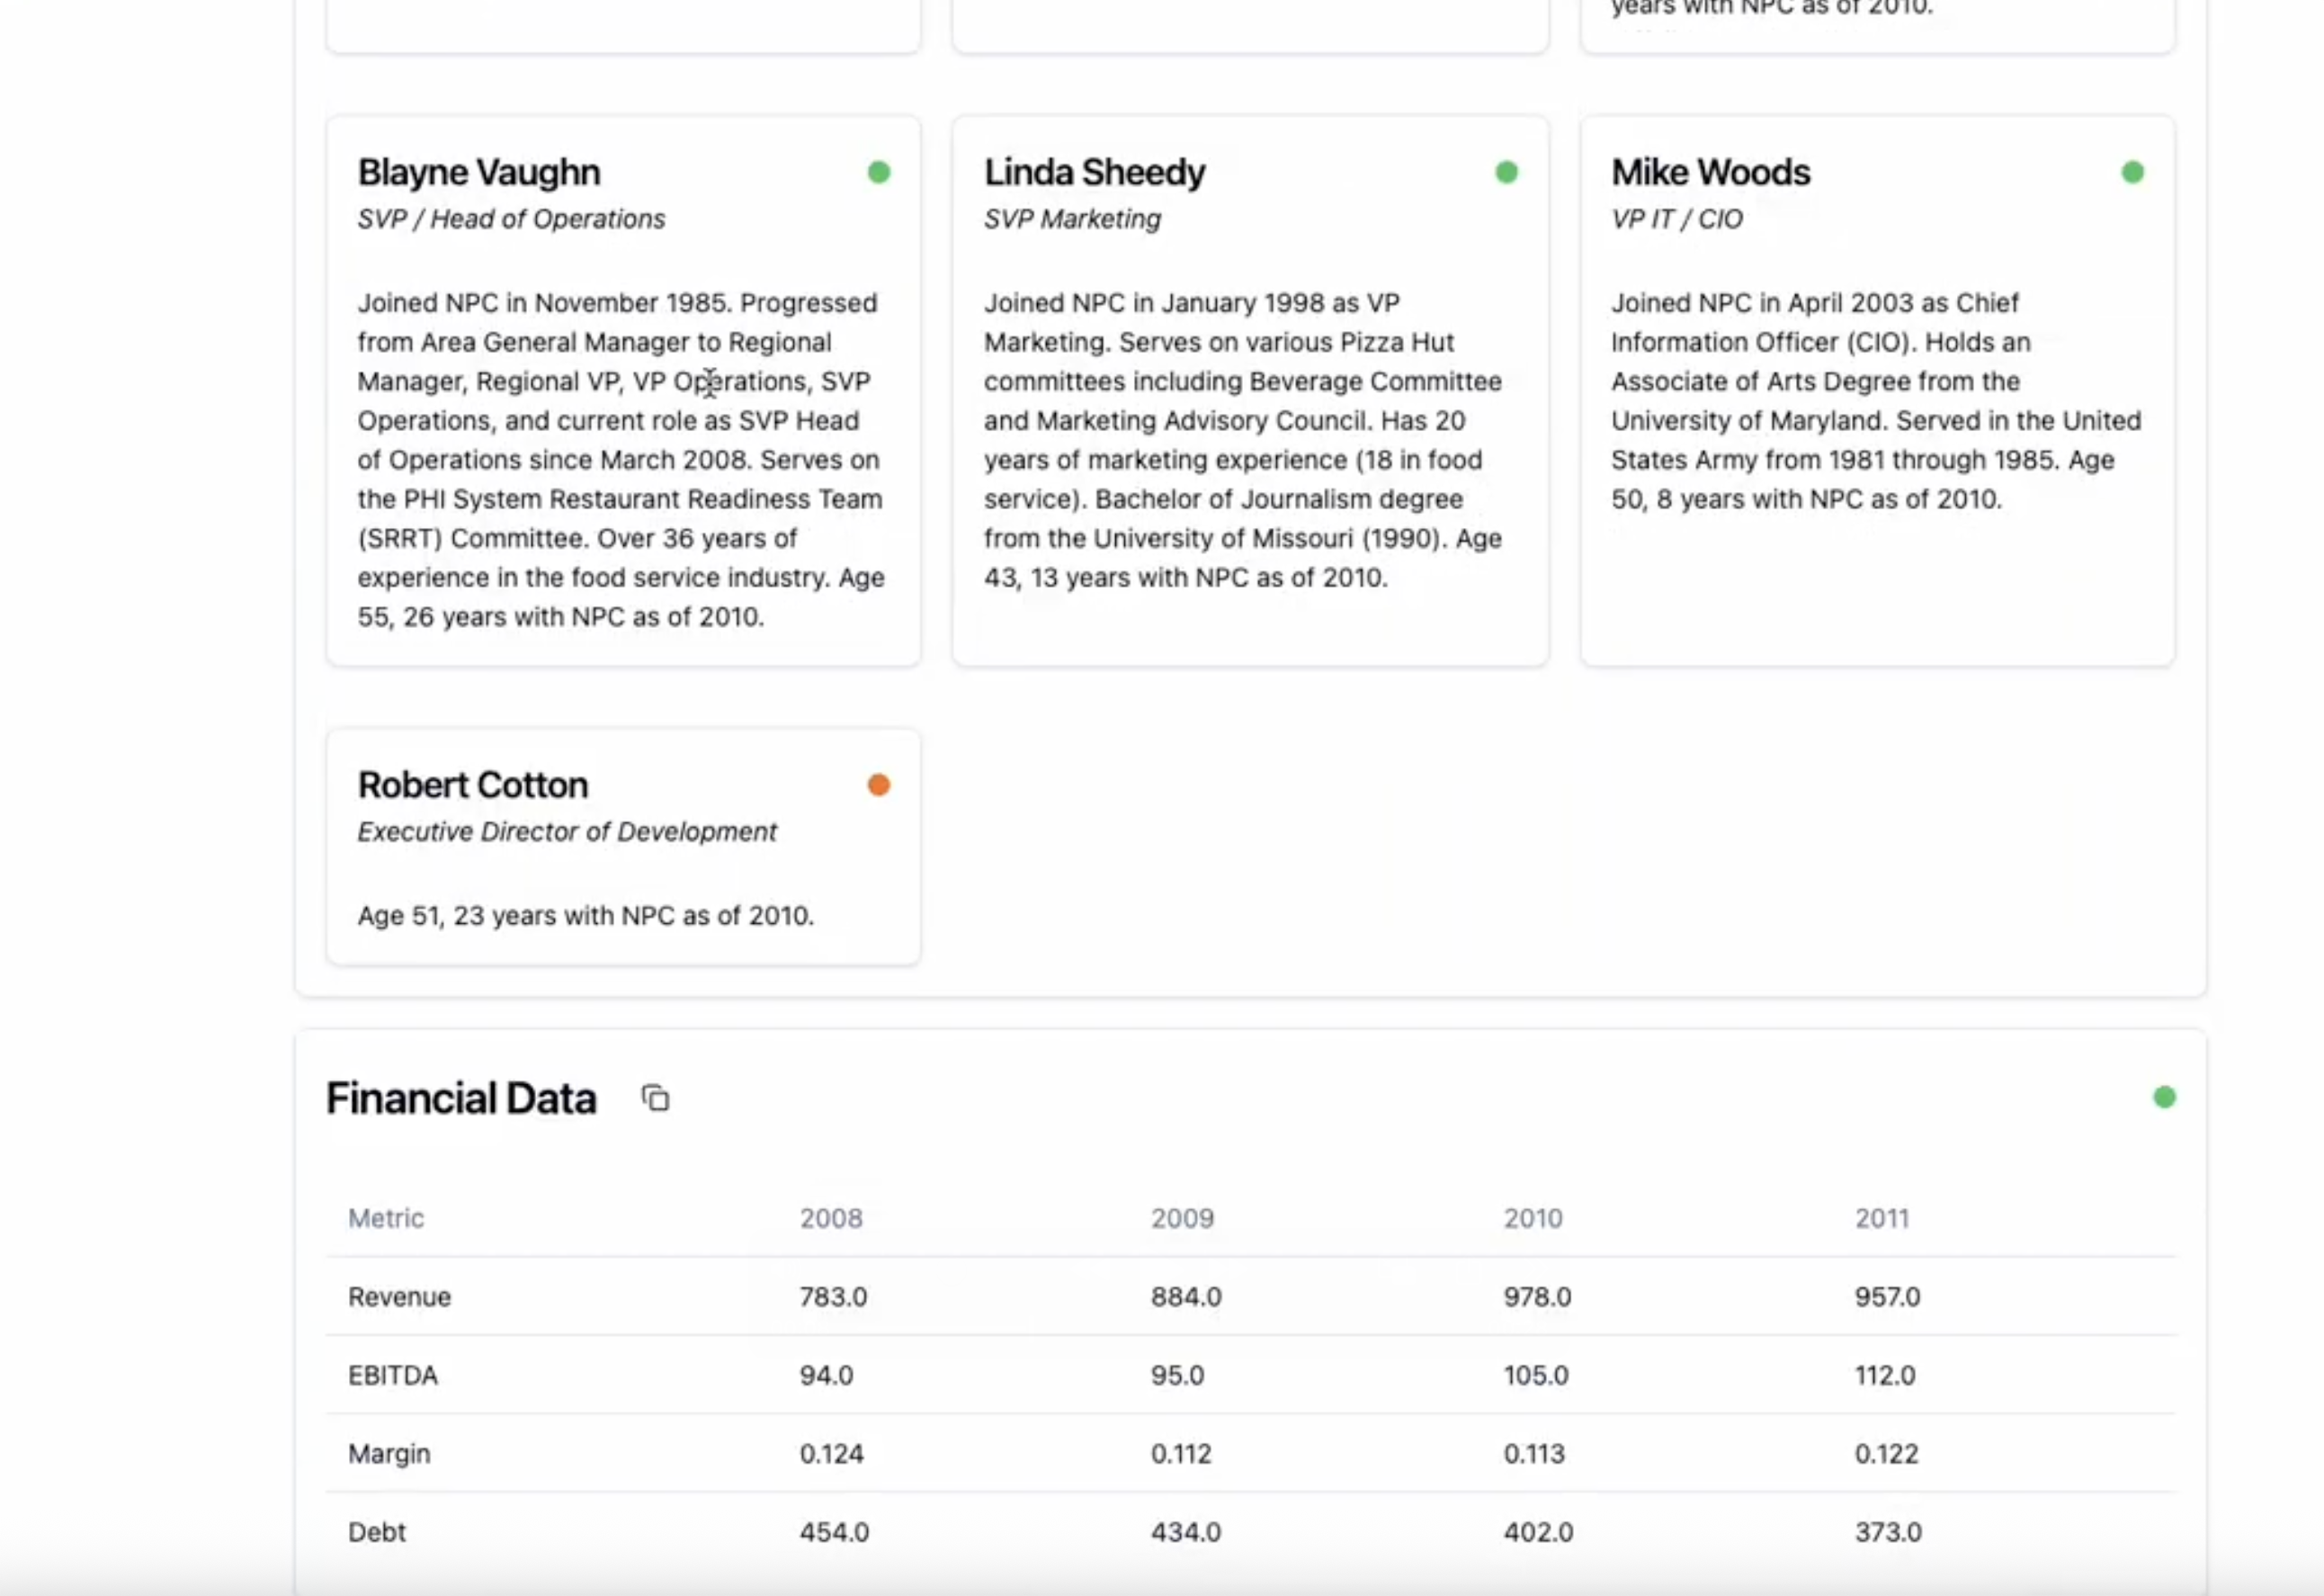 years with NPC as of 2010.
Blayne Vaughn
SVP / Head of Operations
Joined NPC in November 1985. Progressed
from Area General Manager to Regional
Manager, Regional VP, VP Operations, SVP
Operations, and current role as SVP Head
of Operations since March 2008. Serves on
the PHI System Restaurant Readiness Team
(SRRT) Committee. Over 36 years of
experience in the food service industry. Age
55, 26 years with NPC as of 2010.
Linda Sheedy
SVP Marketing
Joined NPC in January 1998 as VP
Marketing. Serves on various Pizza Hut
committees including Beverage Committee
and Marketing Advisory Council. Has 20
years of marketing experience (18 in food
service). Bachelor of Journalism degree
from the University of Missouri (1990). Age
43, 13 years with NPC as of 2010.
Mike Woods
VP IT / CIO
Joined NPC in April 2003 as Chief
Information Officer (CIO). Holds an
Associate of Arts Degree from the
University of Maryland. Served in the United
States Army from 1981 through 1985. Age
50, 8 years with NPC as of 2010.
Robert Cotton
Executive Director of Development
Age 51, 23 years with NPC as of 2010.
Financial Data
Metric 2008 2009 2010 2011
Revenue 783.0 884.0 978.0 957.0
EBITDA 94.0 95.0 105.0 112.0
Margin 0.124 0.112 0.113 0.122
Debt 454.0 434.0 402.0 373.0